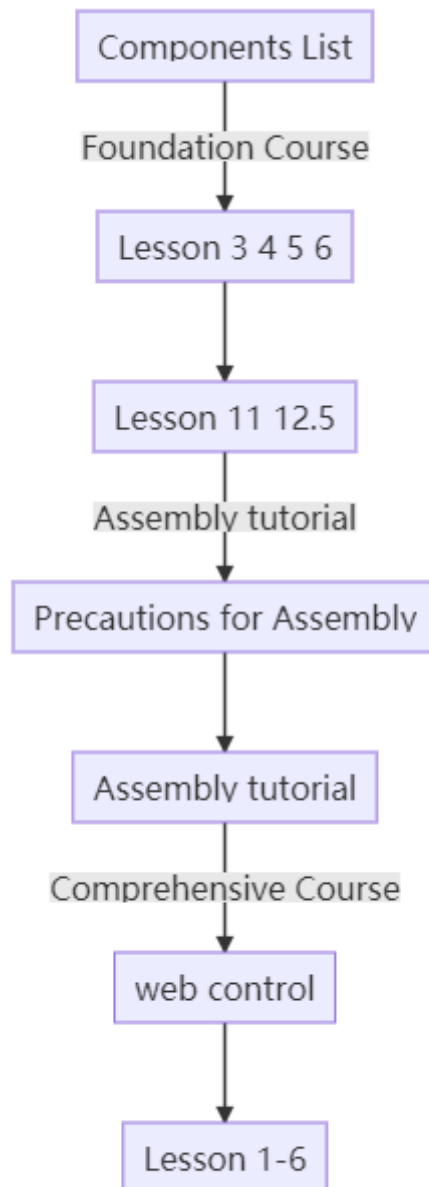 Components List
Foundation Course
Lesson 3 4 5 6
Lesson 11 12.5
Assembly tutorial
Precautions for Assembly
Assembly tutorial
Comprehensive Course
web control
Lesson 1-6